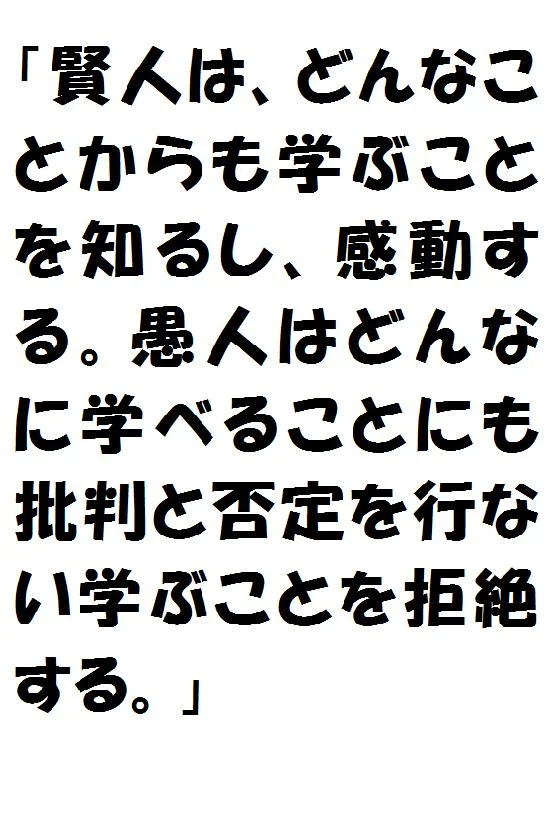 「賢人は、どんなこ
とからも学ぶこと
を知るし、感動す
る。愚人はどんな
に学べることにも
批判と否定を行な
い学ぶことを拒絶
する。」